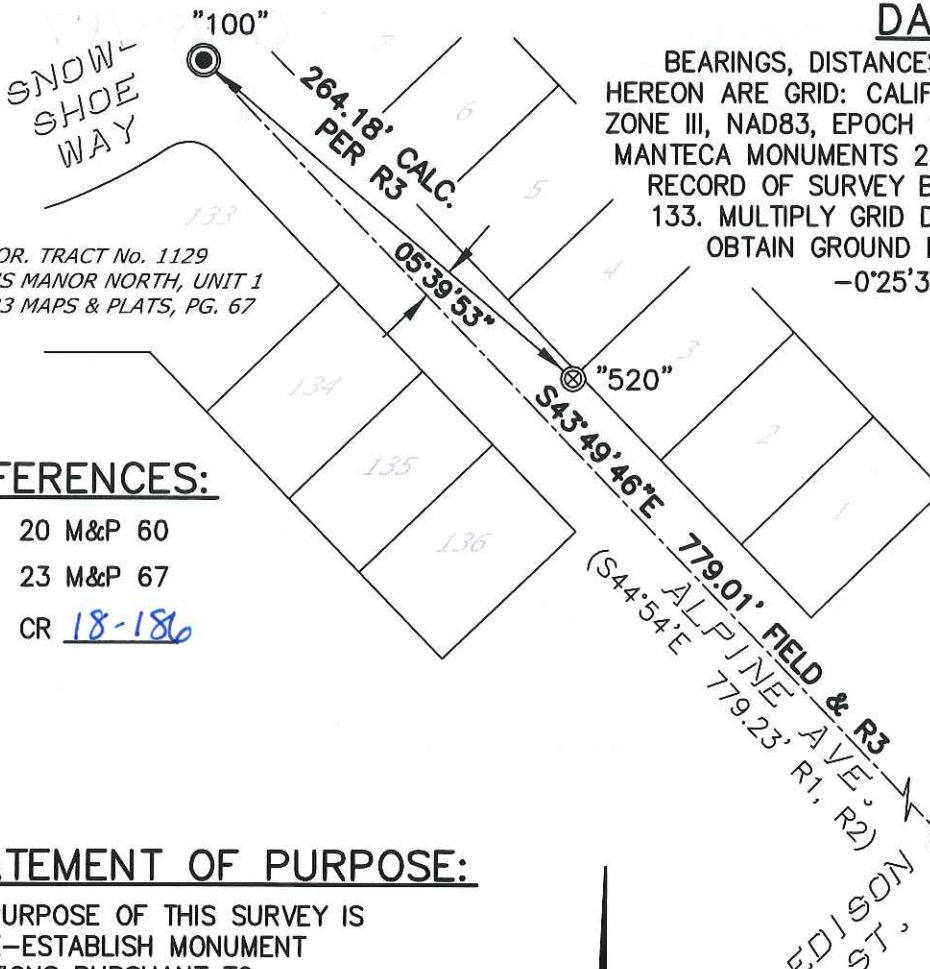 "100"
SNOW-
SHOE
WAY
DA
BEARINGS, DISTANCES
HEREON ARE GRID: CALIF
ZONE III, NAD83, EPOCH
MANTECA MONUMENTS 2
RECORD OF SURVEY B
133. MULTIPLY GRID D
OBTAIN GROUND
-0°25'3
264.18' CALC.
PER R3
7
6
5
4
3
2
1
133
134
135
136
OR. TRACT No. 1129
S MANOR NORTH, UNIT 1
23 MAPS & PLATS, PG. 67
05°39'53"
"520"
S43°49'46"E 779.01' FIELD & R3
ALPINE AVE.
(S44°54'E 779.23' R1, R2)
EDISON
ST.
FERENCES:
20 M&P 60
23 M&P 67
CR 18-186
ATEMENT OF PURPOSE:
PURPOSE OF THIS SURVEY IS
E-ESTABLISH MONUMENT